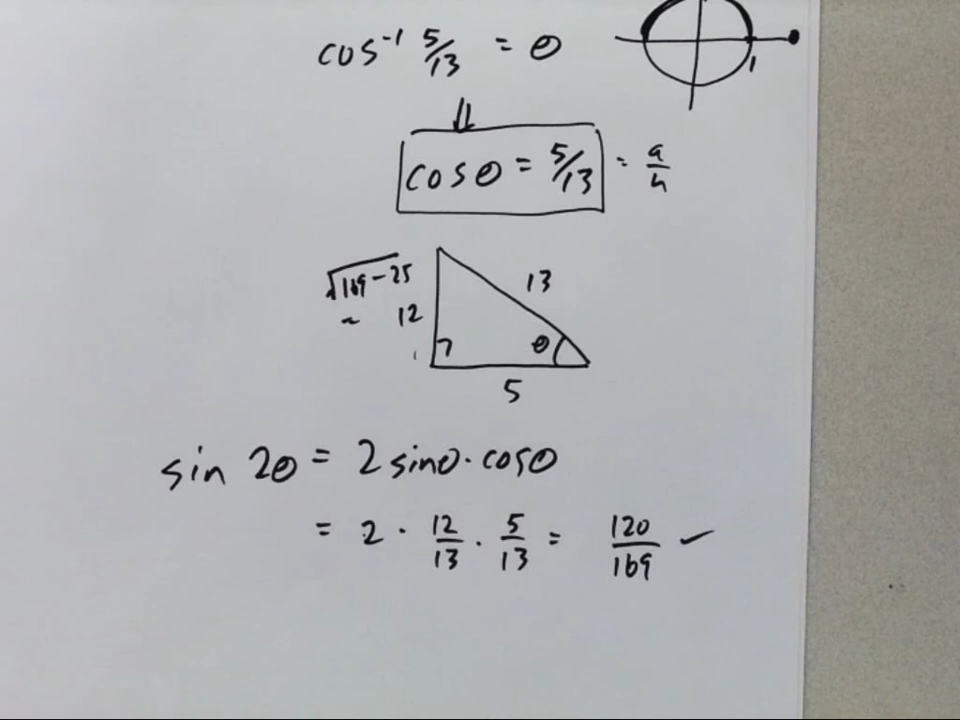 cos⁻¹ 5/13 = θ
1
⇓
cosθ = 5/13 = a/h
√169-25
= 12
13
θ
5
sin 2θ = 2 sinθ · cosθ
= 2 · 12/13 · 5/13 = 120/169 ✓